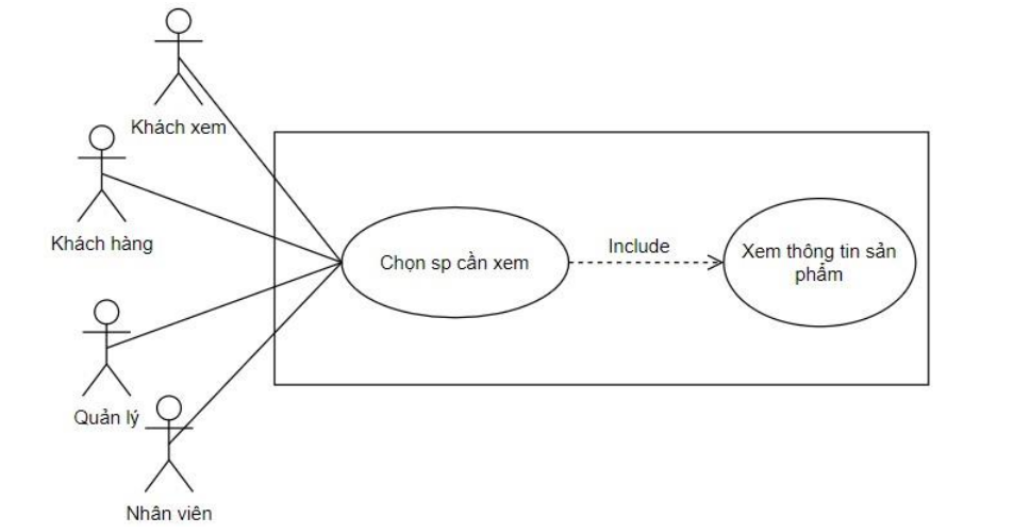 Khách xem
Khách hàng
Chọn sp cần xem
Include
Xem thông tin sản
phẩm
Quản lý
Nhân viên